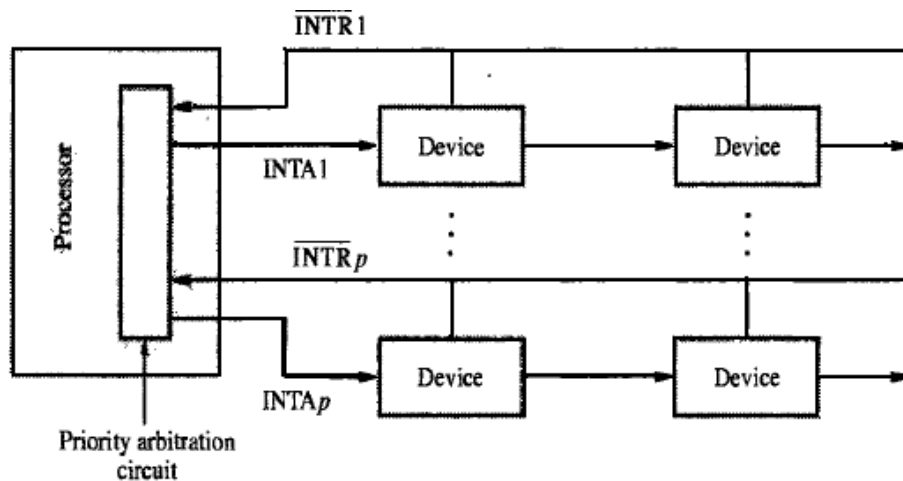 INTR1
Processor
Device
Device
INTA1
INTRp
Device
Device
INTAp
Priority arbitration
circuit